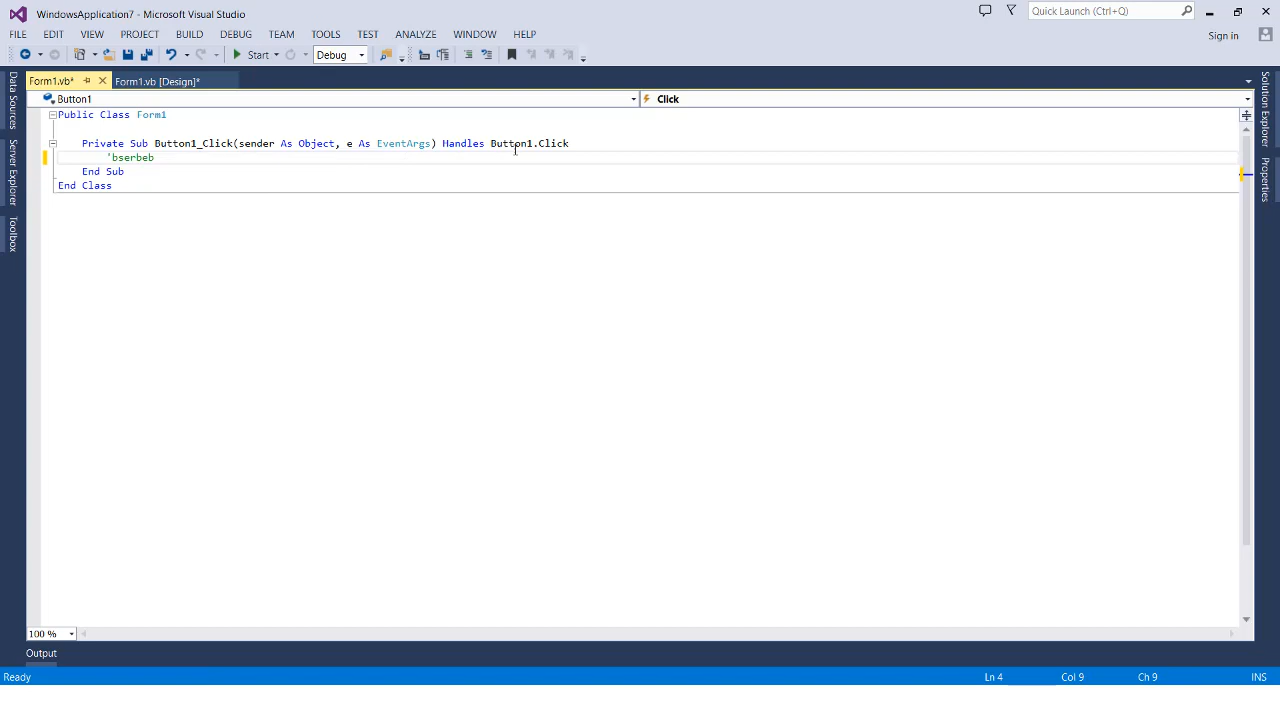 WindowsApplication7 - Microsoft Visual Studio
Quick Launch (Ctrl+Q)
FILE EDIT VIEW PROJECT BUILD DEBUG TEAM TOOLS TEST ANALYZE WINDOW HELP
Sign in
Start Debug
Form1.vb* Form1.vb [Design]*
Button1 Click
Public Class Form1
Private Sub Button1_Click(sender As Object, e As EventArgs) Handles Button1.Click
'bserbeb
End Sub
End Class
Data Sources
Server Explorer
Toolbox
Solution Explorer
Properties
100 %
Output
Ready Ln 4 Col 9 Ch 9 INS